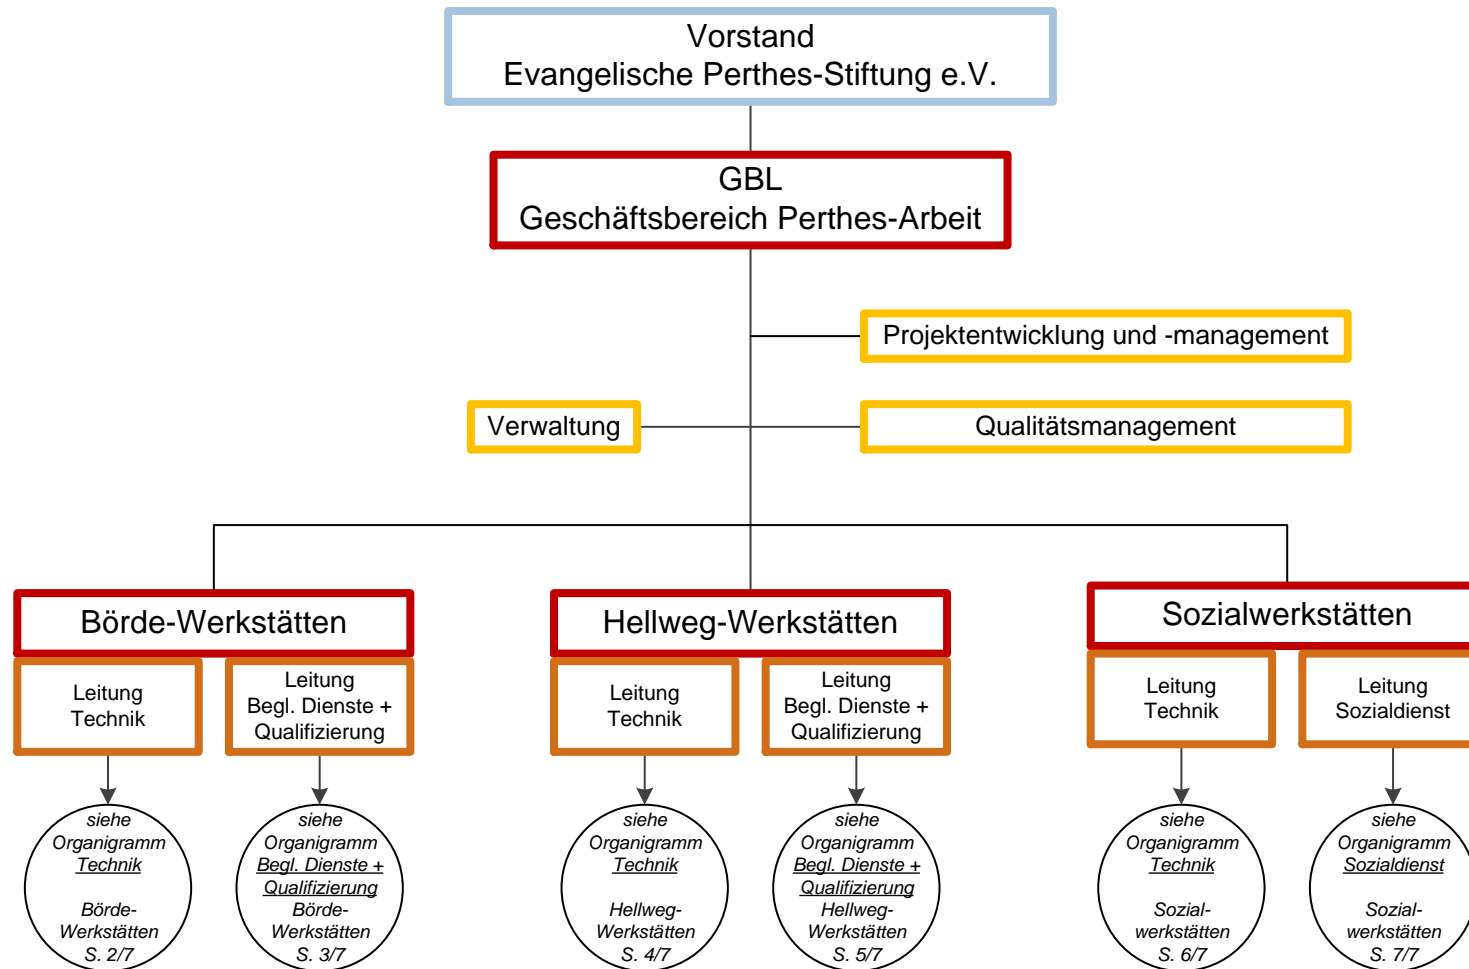 Vorstand
Evangelische Perthes-Stiftung e.V.
GBL
Geschäftsbereich Perthes-Arbeit
Projektentwicklung und -management
Verwaltung
Qualitätsmanagement
Börde-Werkstätten
Leitung
Technik
Leitung
Begl. Dienste +
Qualifizierung
Hellweg-Werkstätten
Leitung
Technik
Leitung
Begl. Dienste +
Qualifizierung
Sozialwerkstätten
Leitung
Technik
Leitung
Sozialdienst
siehe
Organigramm
Technik
Börde-
Werkstätten
S. 2/7
siehe
Organigramm
Begl. Dienste +
Qualifizierung
Börde-
Werkstätten
S. 3/7
siehe
Organigramm
Technik
Hellweg-
Werkstätten
S. 4/7
siehe
Organigramm
Begl. Dienste +
Qualifizierung
Hellweg-
Werkstätten
S. 5/7
siehe
Organigramm
Technik
Sozial-
werkstätten
S. 6/7
siehe
Organigramm
Sozialdienst
Sozial-
werkstätten
S. 7/7